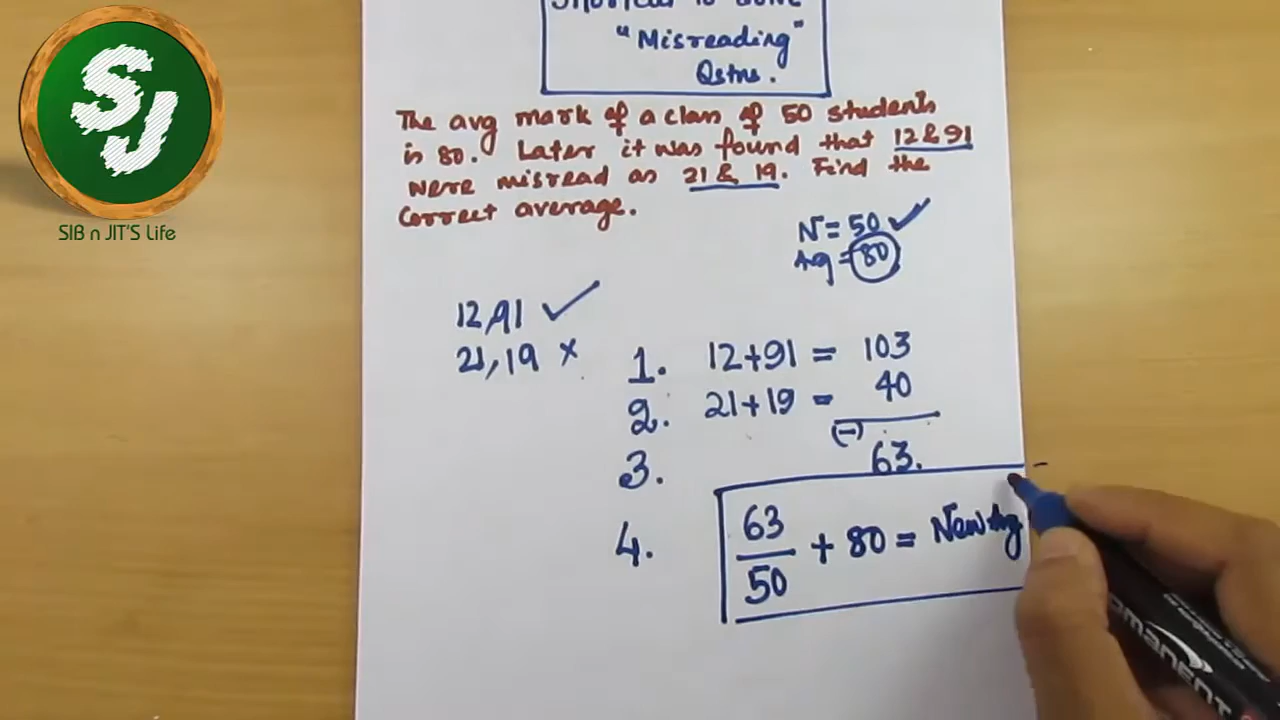 "Misreading"
Qstns.
The avg mark of a class of 50 students
is 80. Later it was found that 12 & 91
were misread as 21 & 19. Find the
correct average.
N = 50 ✓
Avg = 80
12,91 ✓
21,19 ×
1. 12+91 = 103
2. 21+19 = 40
(-)
3. 63.
4. 63/50 + 80 = New Avg
SJ
SIB n JIT'S Life